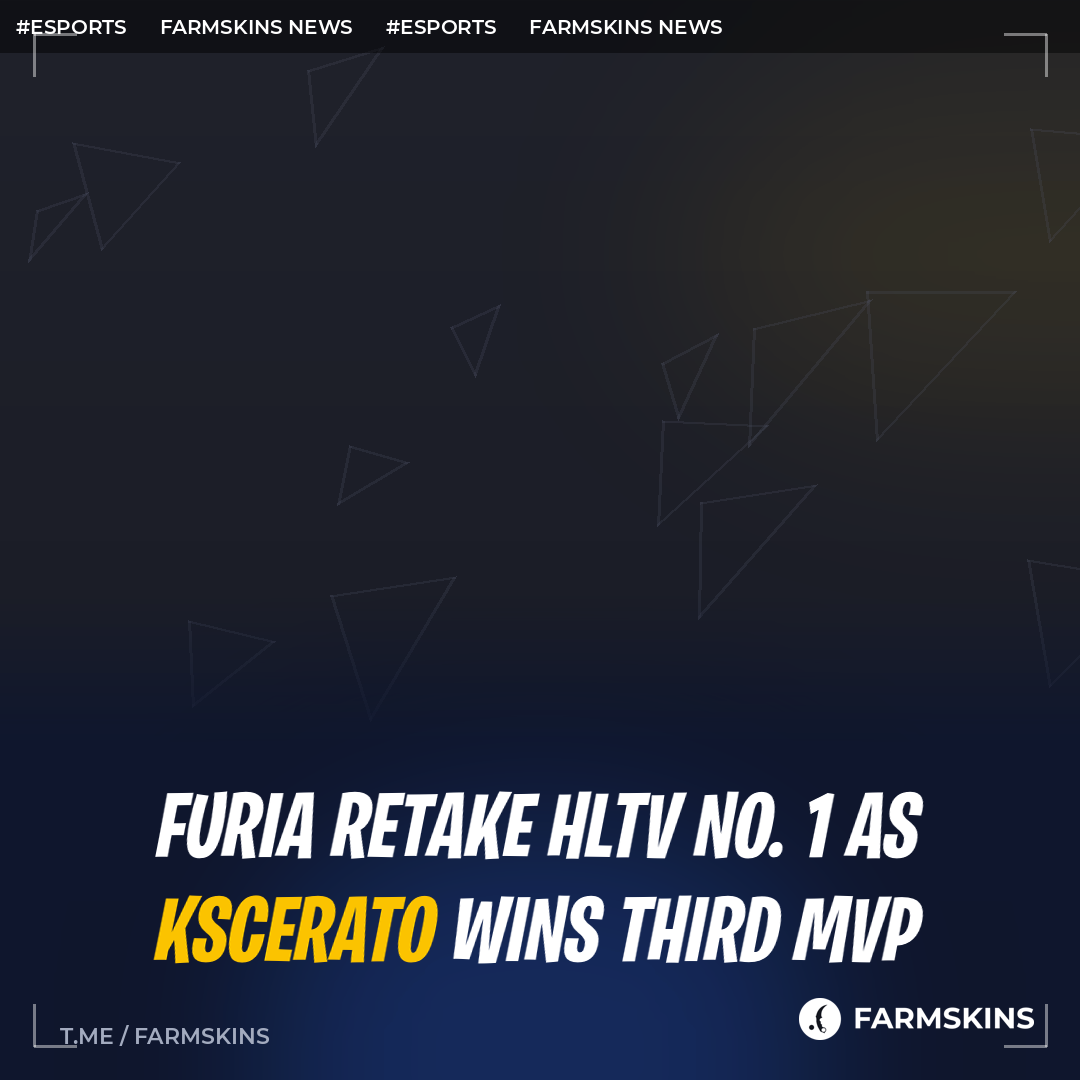 #ESPORTS FARMSKINS NEWS #ESPORTS FARMSKINS NEWS
FURIA RETAKE HLTV NO. 1 AS
KSCERATO WINS THIRD MVP
T.ME / FARMSKINS
FARMSKINS